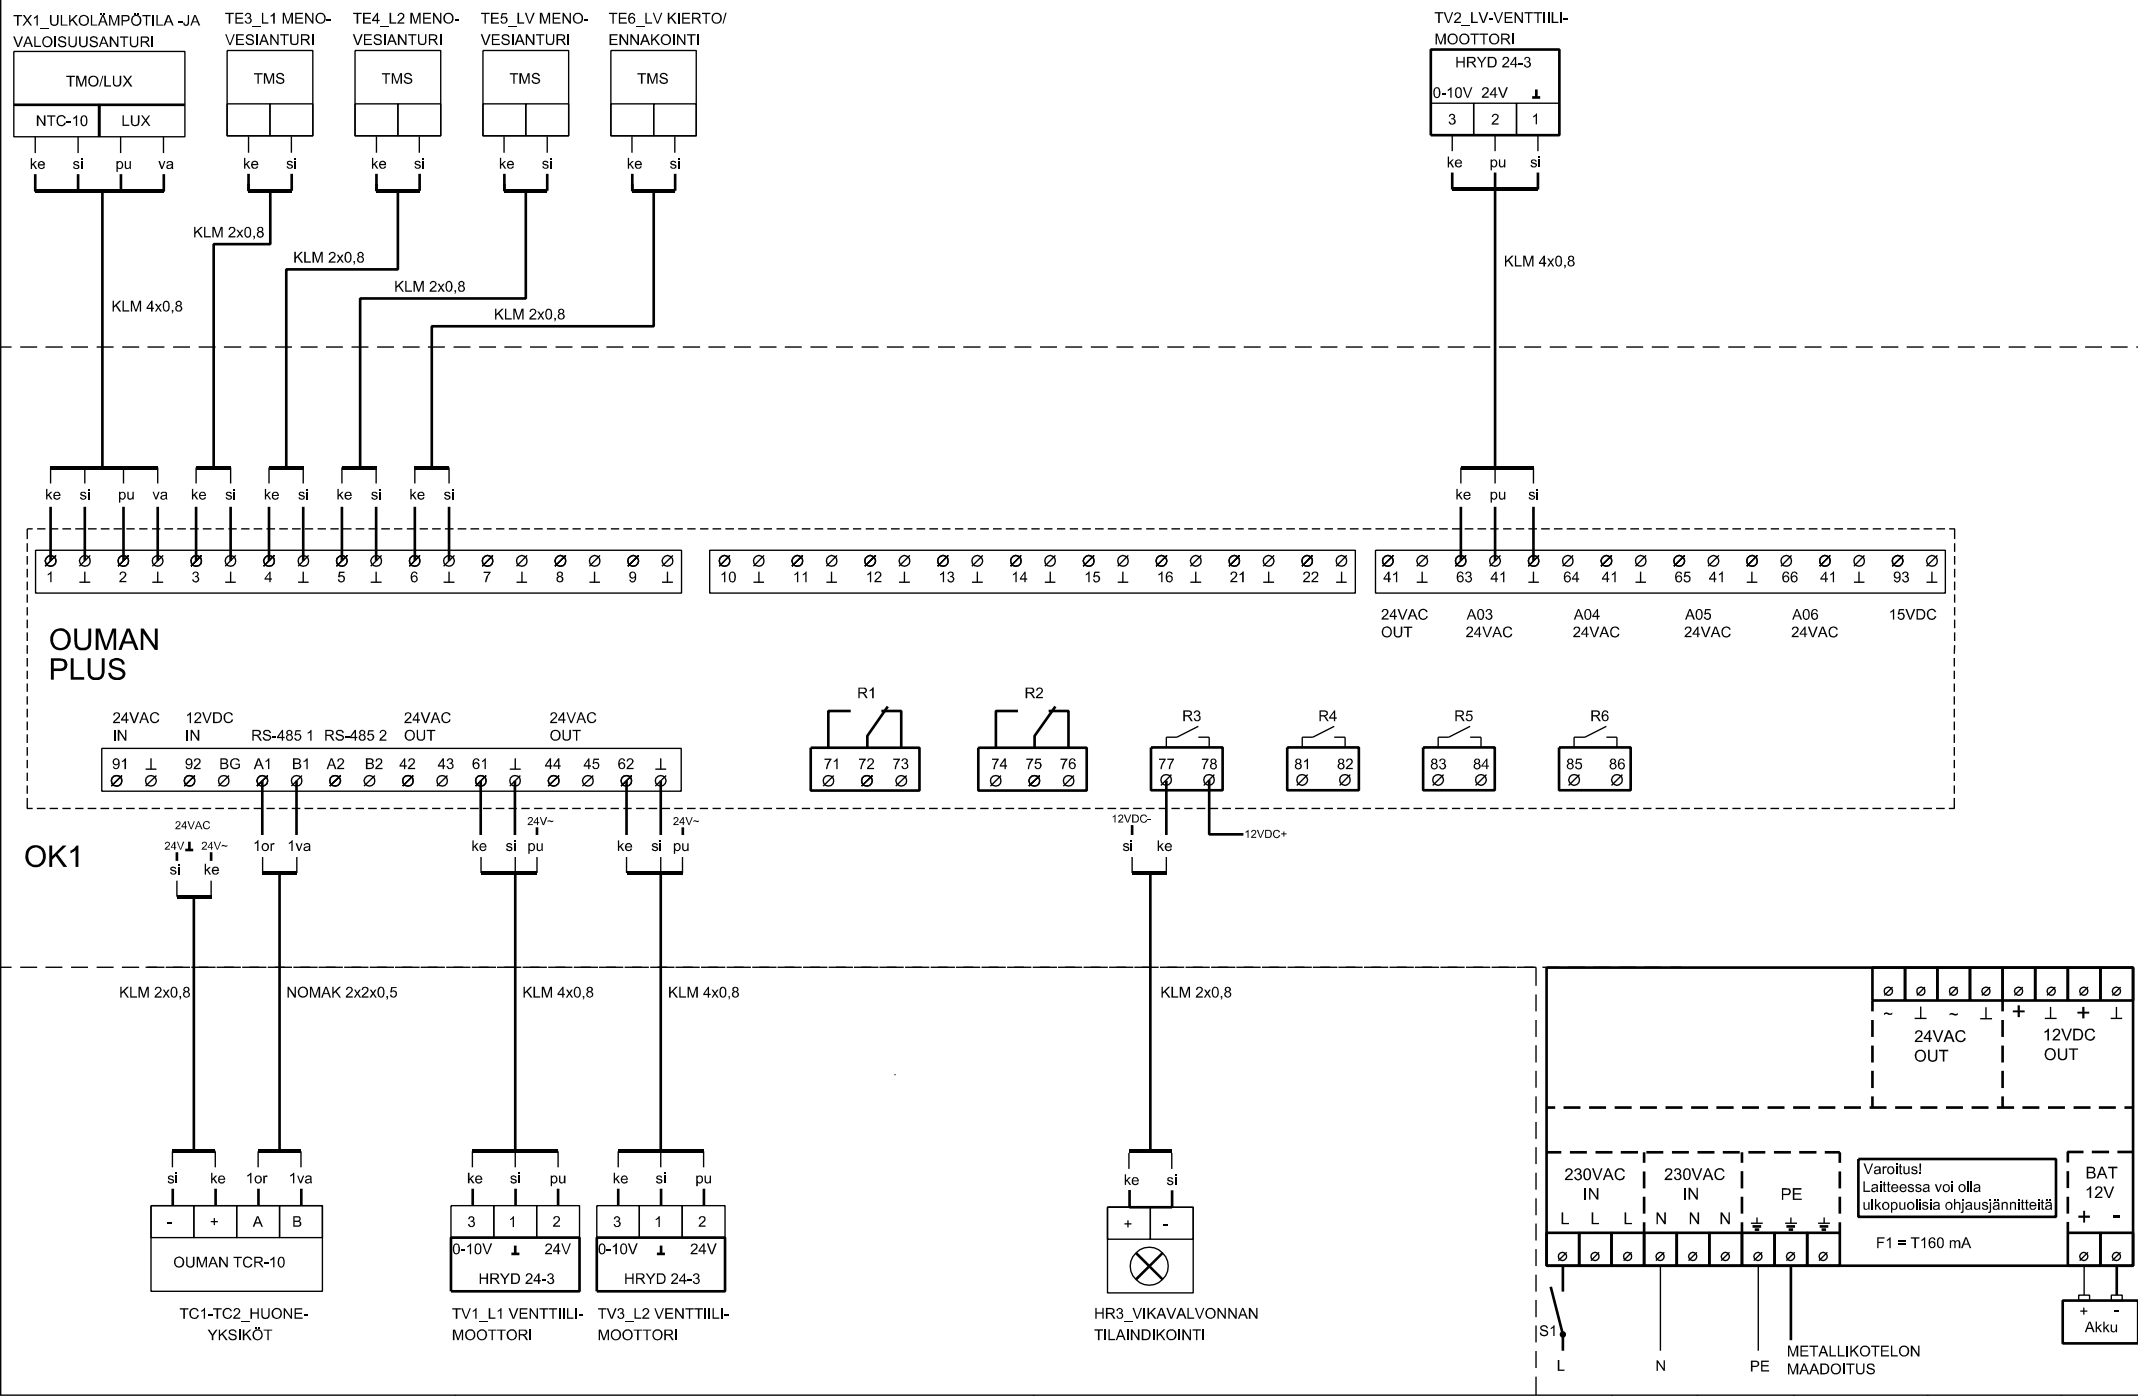 TX1_ULKOLÄMPÖTILA -JA
VALOISUUSANTURI
TE3_L1 MENO-
VESIANTURI
TE4_L2 MENO-
VESIANTURI
TE5_LV MENO-
VESIANTURI
TE6_LV KIERTO/
ENNAKOINTI
TV2_LV-VENTTIILI-
MOOTTORI
TMO/LUX
NTC-10 LUX
TMS
TMS
TMS
TMS
HRYD 24-3
0-10V 24V ⊥
3 2 1
ke si pu va
ke si
ke si
ke si
ke si
ke pu si
KLM 2x0,8
KLM 2x0,8
KLM 2x0,8
KLM 2x0,8
KLM 4x0,8
KLM 4x0,8
ke si pu va ke si ke si ke si ke si
ke pu si
1 ⊥ 2 ⊥ 3 ⊥ 4 ⊥ 5 ⊥ 6 ⊥ 7 ⊥ 8 ⊥ 9 ⊥
10 ⊥ 11 ⊥ 12 ⊥ 13 ⊥ 14 ⊥ 15 ⊥ 16 ⊥ 21 ⊥ 22 ⊥
41 ⊥ 63 41 ⊥ 64 41 ⊥ 65 41 ⊥ 66 41 ⊥ 93 ⊥
24VAC
OUT
A03
24VAC
A04
24VAC
A05
24VAC
A06
24VAC
15VDC
OUMAN
PLUS
24VAC
IN
12VDC
IN
RS-485 1
RS-485 2
24VAC
OUT
24VAC
OUT
91 ⊥ 92 BG A1 B1 A2 B2 42 43 61 ⊥ 44 45 62 ⊥
R1
71 72 73
R2
74 75 76
R3
77 78
R4
81 82
R5
83 84
R6
85 86
OK1
24VAC
24V⊥ 24V~
si ke
1or 1va
24V~
ke si pu
24V~
ke si pu
12VDC-
si ke
12VDC+
KLM 2x0,8
NOMAK 2x2x0,5
KLM 4x0,8
KLM 4x0,8
KLM 2x0,8
si ke 1or 1va
- + A B
OUMAN TCR-10
TC1-TC2_HUONE-
YKSIKÖT
ke si pu
3 1 2
0-10V ⊥ 24V
HRYD 24-3
TV1_L1 VENTTIILI-
MOOTTORI
ke si pu
3 1 2
0-10V ⊥ 24V
HRYD 24-3
TV3_L2 VENTTIILI-
MOOTTORI
ke si
+ -
HR3_VIKAVALVONNAN
TILAINDIKOINTI
~ ⊥ ~ ⊥ + ⊥ + ⊥
24VAC
OUT
12VDC
OUT
230VAC
IN
L L L
230VAC
IN
N N N
PE
Varoitus!
Laitteessa voi olla
ulkopuolisia ohjausjännitteitä
F1 = T160 mA
BAT
12V
+ -
+ -
Akku
S1
L
N
PE
METALLIKOTELON
MAADOITUS